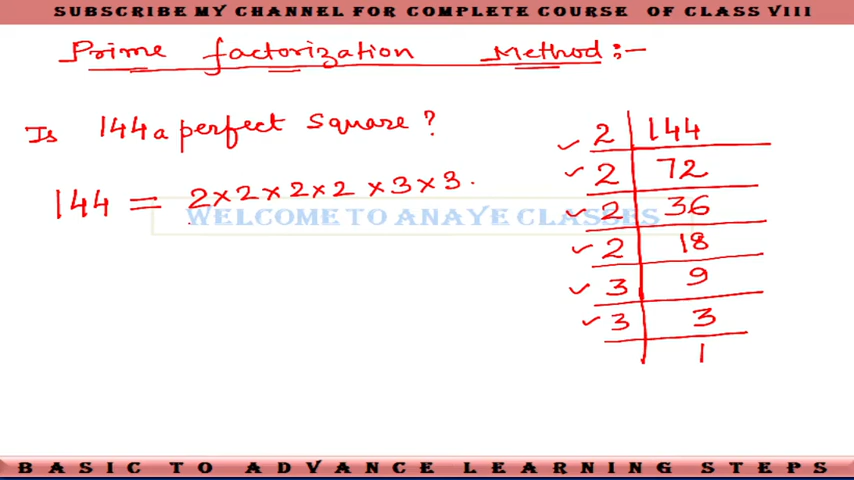 SUBSCRIBE MY CHANNEL FOR COMPLETE COURSE OF CLASS VIII
Prime factorization Method:-
Is 144 a perfect square?
144 = 2×2×2×2×3×3.
WELCOME TO ANAYE CLASSES
✓ 2 | 144
✓ 2 | 72
✓ 2 | 36
✓ 2 | 18
✓ 3 | 9
✓ 3 | 3
| 1
BASIC TO ADVANCE LEARNING STEPS